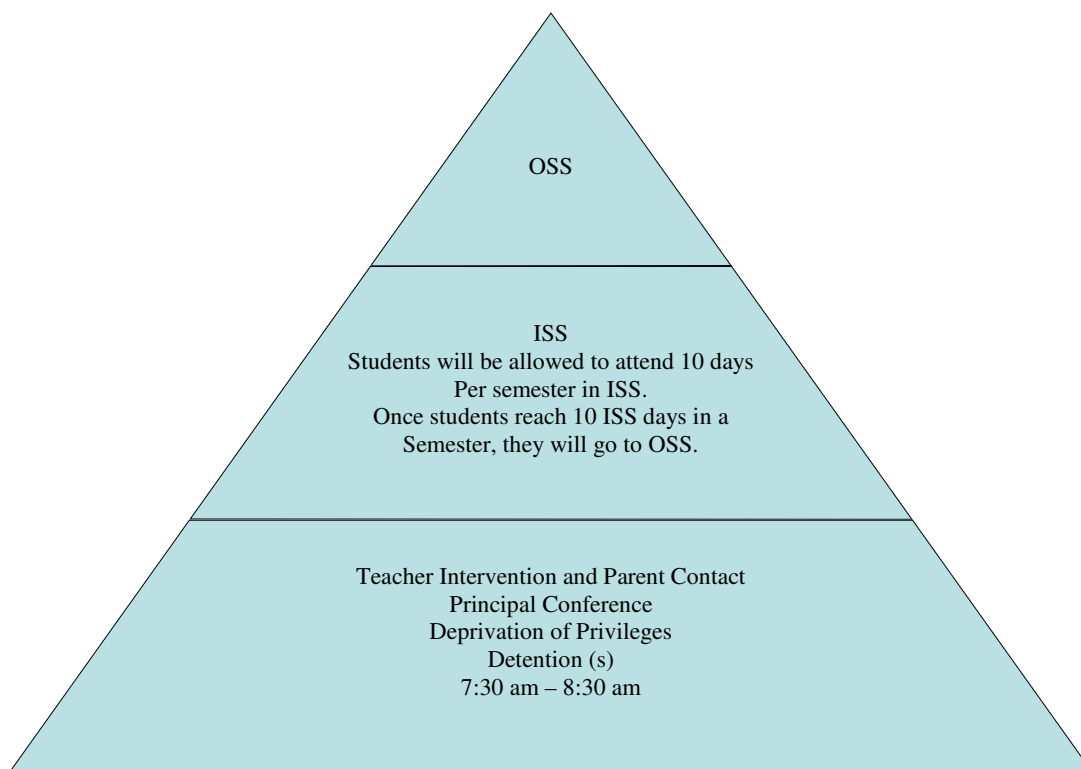 OSS
ISS
Students will be allowed to attend 10 days
Per semester in ISS.
Once students reach 10 ISS days in a
Semester, they will go to OSS.
Teacher Intervention and Parent Contact
Principal Conference
Deprivation of Privileges
Detention (s)
7:30 am – 8:30 am